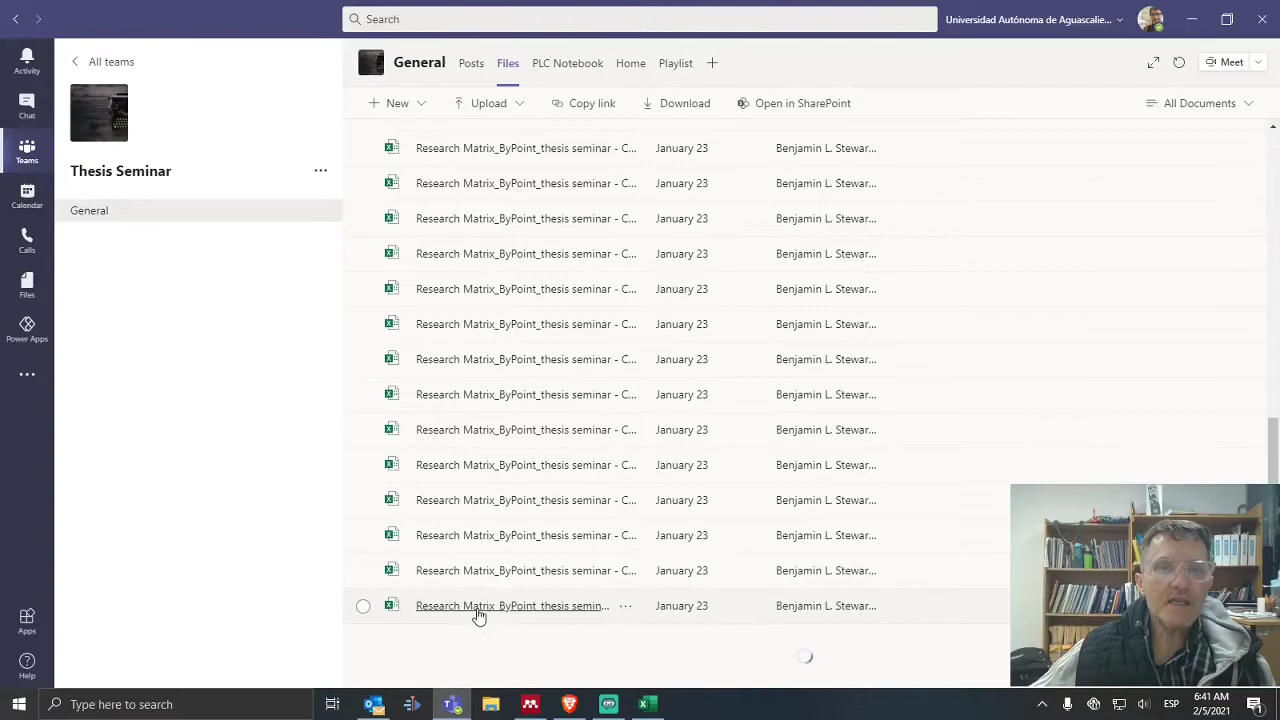 Search
Universidad Autónoma de Aguascalie...
Activity
Chat
Teams
Calendar
Calls
Files
Power Apps
Apps
Help
All teams
Thesis Seminar
General
General Posts Files PLC Notebook Home Playlist Meet
New Upload Copy link Download Open in SharePoint All Documents
Research Matrix_ByPoint_thesis seminar - C... January 23 Benjamin L. Stewar...
Research Matrix_ByPoint_thesis seminar - C... January 23 Benjamin L. Stewar...
Research Matrix_ByPoint_thesis seminar - C... January 23 Benjamin L. Stewar...
Research Matrix_ByPoint_thesis seminar - C... January 23 Benjamin L. Stewar...
Research Matrix_ByPoint_thesis seminar - C... January 23 Benjamin L. Stewar...
Research Matrix_ByPoint_thesis seminar - C... January 23 Benjamin L. Stewar...
Research Matrix_ByPoint_thesis seminar - C... January 23 Benjamin L. Stewar...
Research Matrix_ByPoint_thesis seminar - C... January 23 Benjamin L. Stewar...
Research Matrix_ByPoint_thesis seminar - C... January 23 Benjamin L. Stewar...
Research Matrix_ByPoint_thesis seminar - C... January 23 Benjamin L. Stewar...
Research Matrix_ByPoint_thesis seminar - C... January 23 Benjamin L. Stewar...
Research Matrix_ByPoint_thesis seminar - C... January 23 Benjamin L. Stewar...
Research Matrix_ByPoint_thesis seminar - C... January 23 Benjamin L. Stewar...
Research Matrix_ByPoint_thesis semin... January 23 Benjamin L. Stewar...
Type here to search
ESP
6:41 AM
2/5/2021